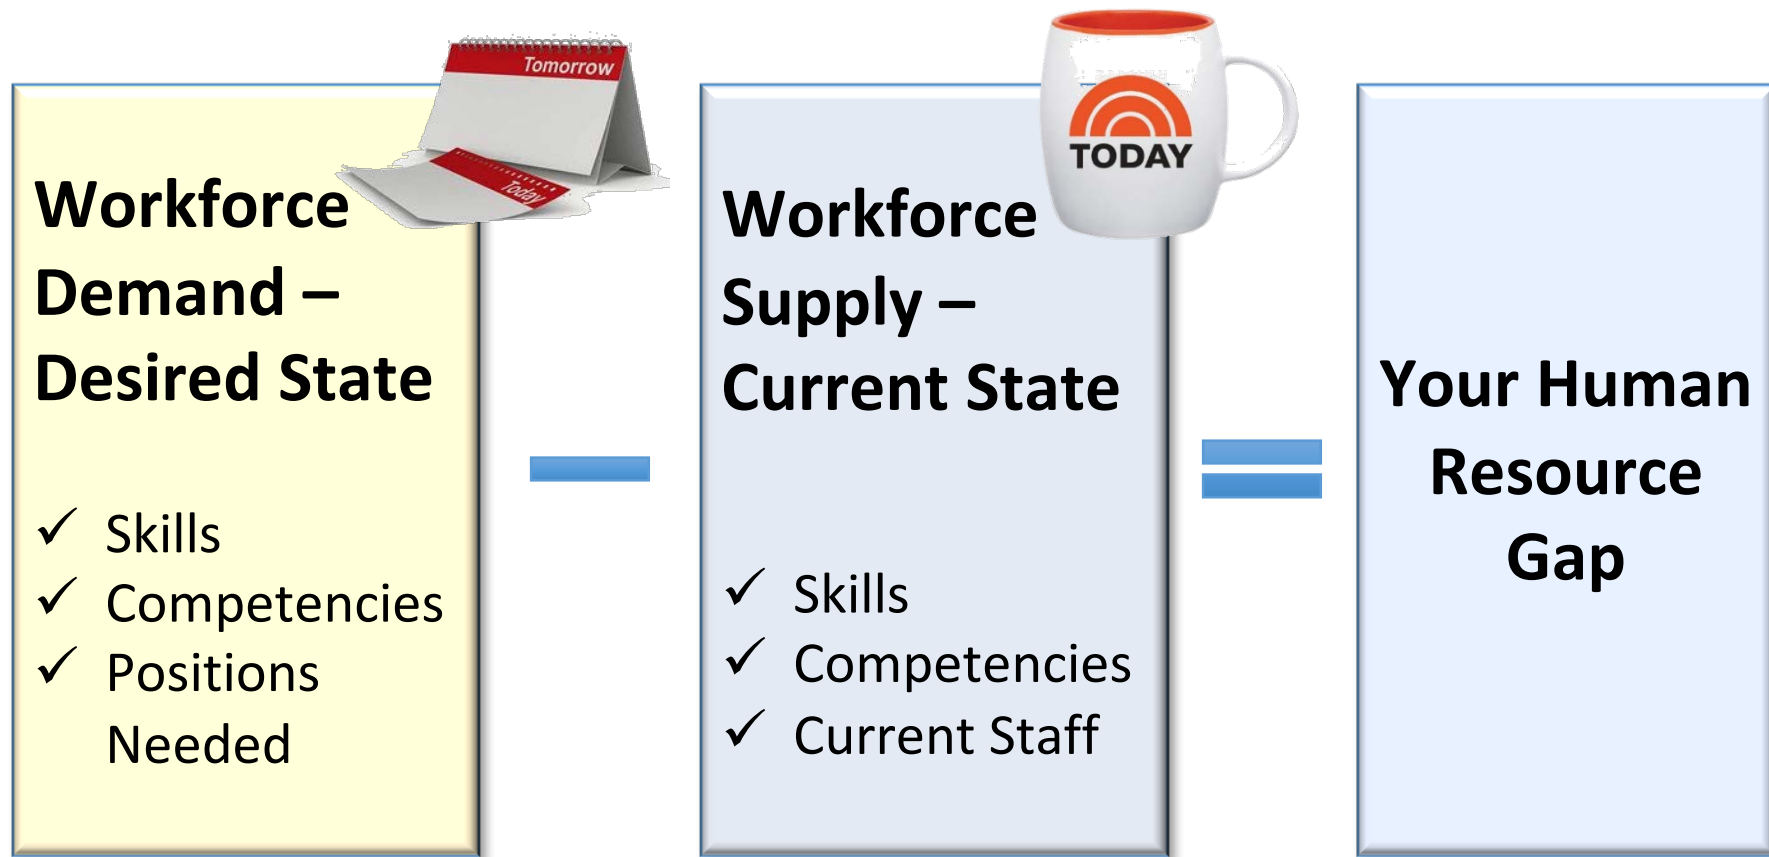 Tomorrow
Today
Workforce
Demand –
Desired State
✓ Skills
✓ Competencies
✓ Positions
Needed
TODAY
Workforce
Supply –
Current State
✓ Skills
✓ Competencies
✓ Current Staff
Your Human
Resource
Gap